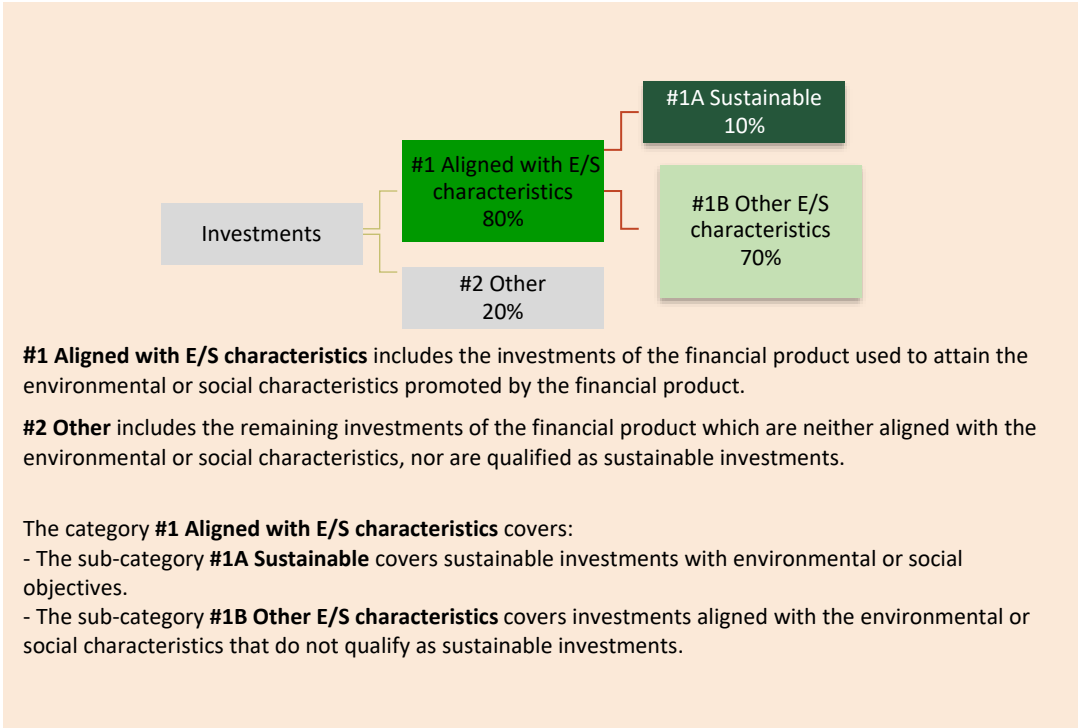 #1A Sustainable
10%
#1 Aligned with E/S
characteristics
80%
#1B Other E/S
characteristics
70%
Investments
#2 Other
20%
#1 Aligned with E/S characteristics includes the investments of the financial product used to attain the
environmental or social characteristics promoted by the financial product.
#2 Other includes the remaining investments of the financial product which are neither aligned with the
environmental or social characteristics, nor are qualified as sustainable investments.
The category #1 Aligned with E/S characteristics covers:
- The sub-category #1A Sustainable covers sustainable investments with environmental or social
objectives.
- The sub-category #1B Other E/S characteristics covers investments aligned with the environmental or
social characteristics that do not qualify as sustainable investments.